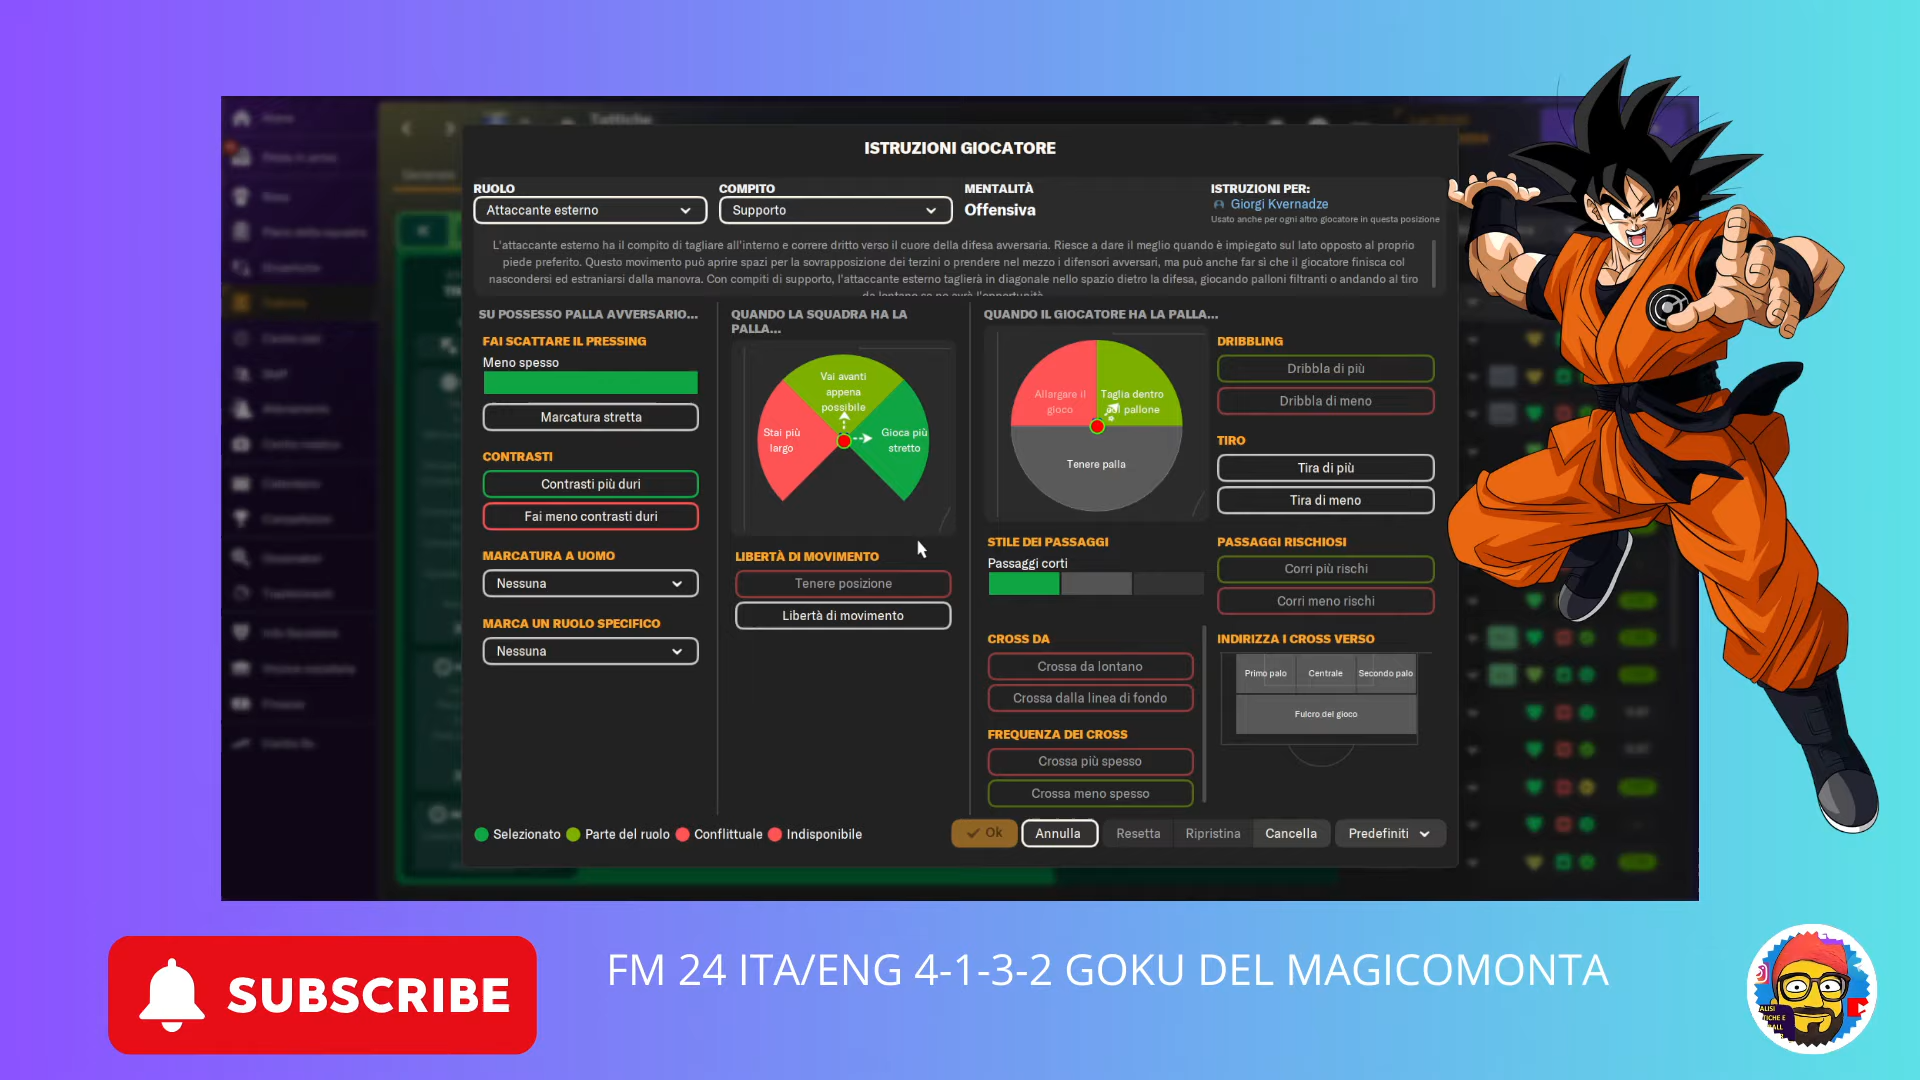 Tattiche
ISTRUZIONI GIOCATORE
RUOLO
Attaccante esterno
COMPITO
Supporto
MENTALITÀ
Offensiva
ISTRUZIONI PER:
Giorgi Kvernadze
Usato anche per ogni altro giocatore in questa posizione
L'attaccante esterno ha il compito di tagliare all'interno e correre dritto verso il cuore della difesa avversaria. Riesce a dare il meglio quando è impiegato sul lato opposto al proprio
piede preferito. Questo movimento può aprire spazi per la sovrapposizione dei terzini o prendere nel mezzo i difensori avversari, ma può anche far sì che il giocatore finisca col
nascondersi ed estraniarsi dalla manovra. Con compiti di supporto, l'attaccante esterno taglierà in diagonale nello spazio dietro la difesa, giocando palloni filtranti o andando al tiro
da lontano se ne avrà l'opportunità.
SU POSSESSO PALLA AVVERSARIO...
FAI SCATTARE IL PRESSING
Meno spesso
Marcatura stretta
CONTRASTI
Contrasti più duri
Fai meno contrasti duri
MARCATURA A UOMO
Nessuna
MARCA UN RUOLO SPECIFICO
Nessuna
QUANDO LA SQUADRA HA LA
PALLA...
Vai avanti
appena
possibile
Stai più
largo
Gioca più
stretto
LIBERTÀ DI MOVIMENTO
Tenere posizione
Libertà di movimento
QUANDO IL GIOCATORE HA LA PALLA...
Allargare il
gioco
Taglia dentro
col pallone
Tenere palla
STILE DEI PASSAGGI
Passaggi corti
CROSS DA
Crossa da lontano
Crossa dalla linea di fondo
FREQUENZA DEI CROSS
Crossa più spesso
Crossa meno spesso
DRIBBLING
Dribbla di più
Dribbla di meno
TIRO
Tira di più
Tira di meno
PASSAGGI RISCHIOSI
Corri più rischi
Corri meno rischi
INDIRIZZA I CROSS VERSO
Primo palo
Centrale
Secondo palo
Fulcro del gioco
Selezionato
Parte del ruolo
Conflittuale
Indisponibile
Ok
Annulla
Resetta
Ripristina
Cancella
Predefiniti
SUBSCRIBE
FM 24 ITA/ENG 4-1-3-2 GOKU DEL MAGICOMONTA